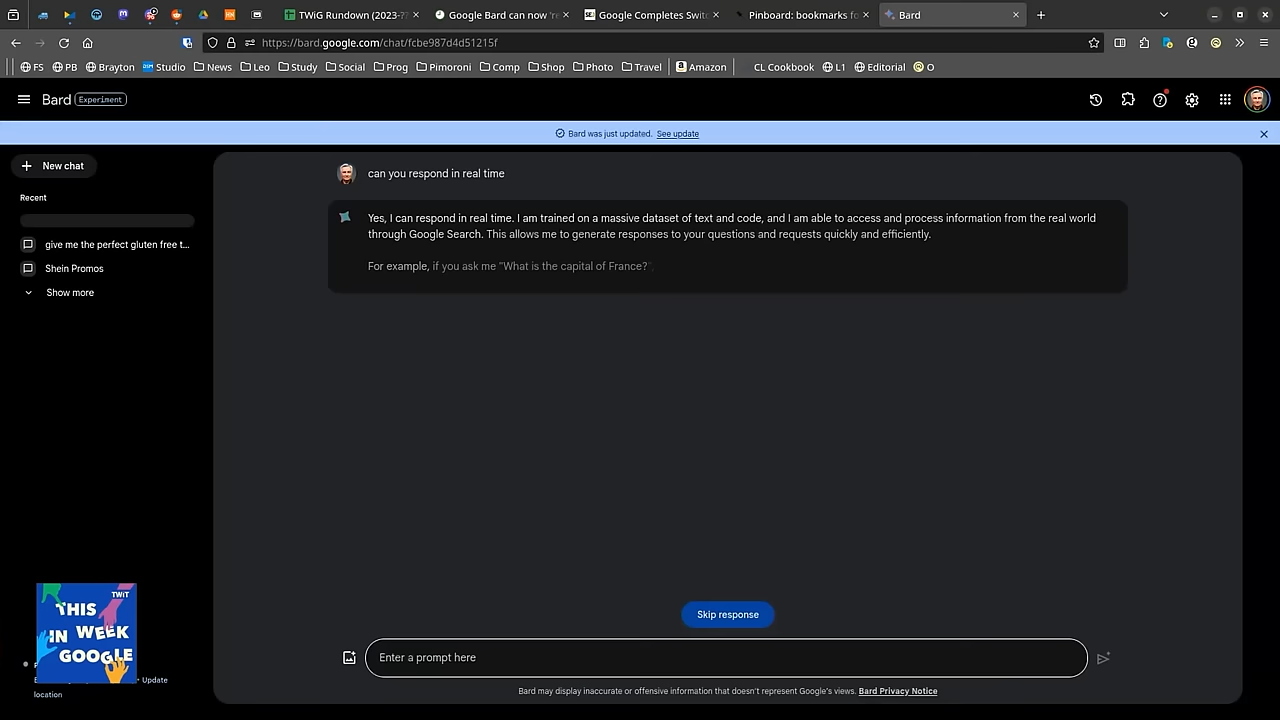 TWiG Rundown (2023-??
Google Bard can now 're
Google Completes Switc
Pinboard: bookmarks fo
Bard
https://bard.google.com/chat/fcbe987d4d51215f
FS PB Brayton Studio News Leo Study Social Prog Pimoroni Comp Shop Photo Travel Amazon CL Cookbook L1 Editorial O
Bard Experiment
Bard was just updated. See update
New chat
Recent
give me the perfect gluten free t...
Shein Promos
Show more
can you respond in real time
Yes, I can respond in real time. I am trained on a massive dataset of text and code, and I am able to access and process information from the real world
through Google Search. This allows me to generate responses to your questions and requests quickly and efficiently.
For example, if you ask me "What is the capital of France?"
Skip response
Enter a prompt here
Bard may display inaccurate or offensive information that doesn't represent Google's views. Bard Privacy Notice
TWiT
THIS
IN WEEK
GOOGLE
Update
location